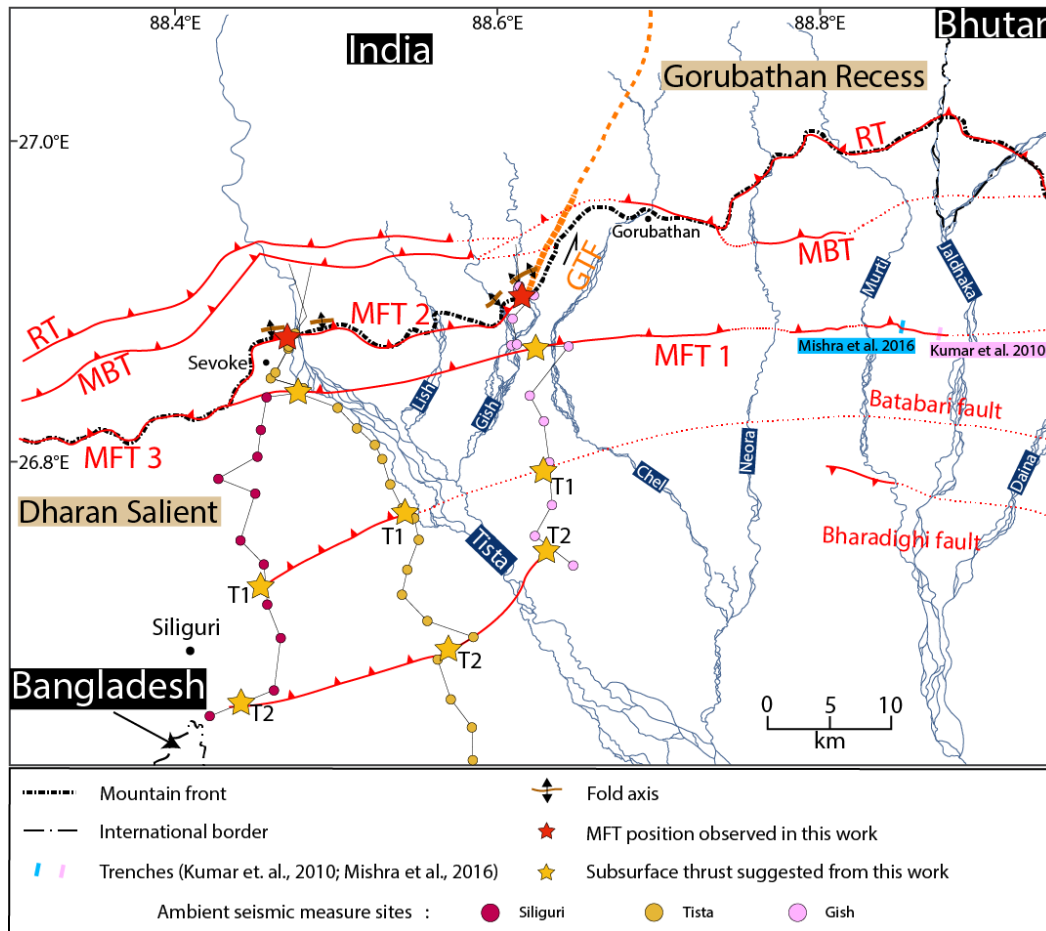 88.4°E
88.6°E
88.8°E
India
Bhutan
Gorubathan Recess
27.0°E
RT
Gorubathan
MBT
GTF
Murti
Jaldhaka
RT
MFT 2
MBT
Sevoke
MFT 1
Mishra et al. 2016
Kumar et al. 2010
Lish
Gish
Batabari fault
MFT 3
26.8°E
Neora
Chel
Daina
Dharan Salient
T1
T1
T2
Tista
Bharadighi fault
T1
Siliguri
T2
Bangladesh
T2
0 5 10
km
Mountain front
Fold axis
International border
MFT position observed in this work
Trenches (Kumar et. al., 2010; Mishra et al., 2016)
Subsurface thrust suggested from this work
Ambient seismic measure sites :
Siliguri
Tista
Gish